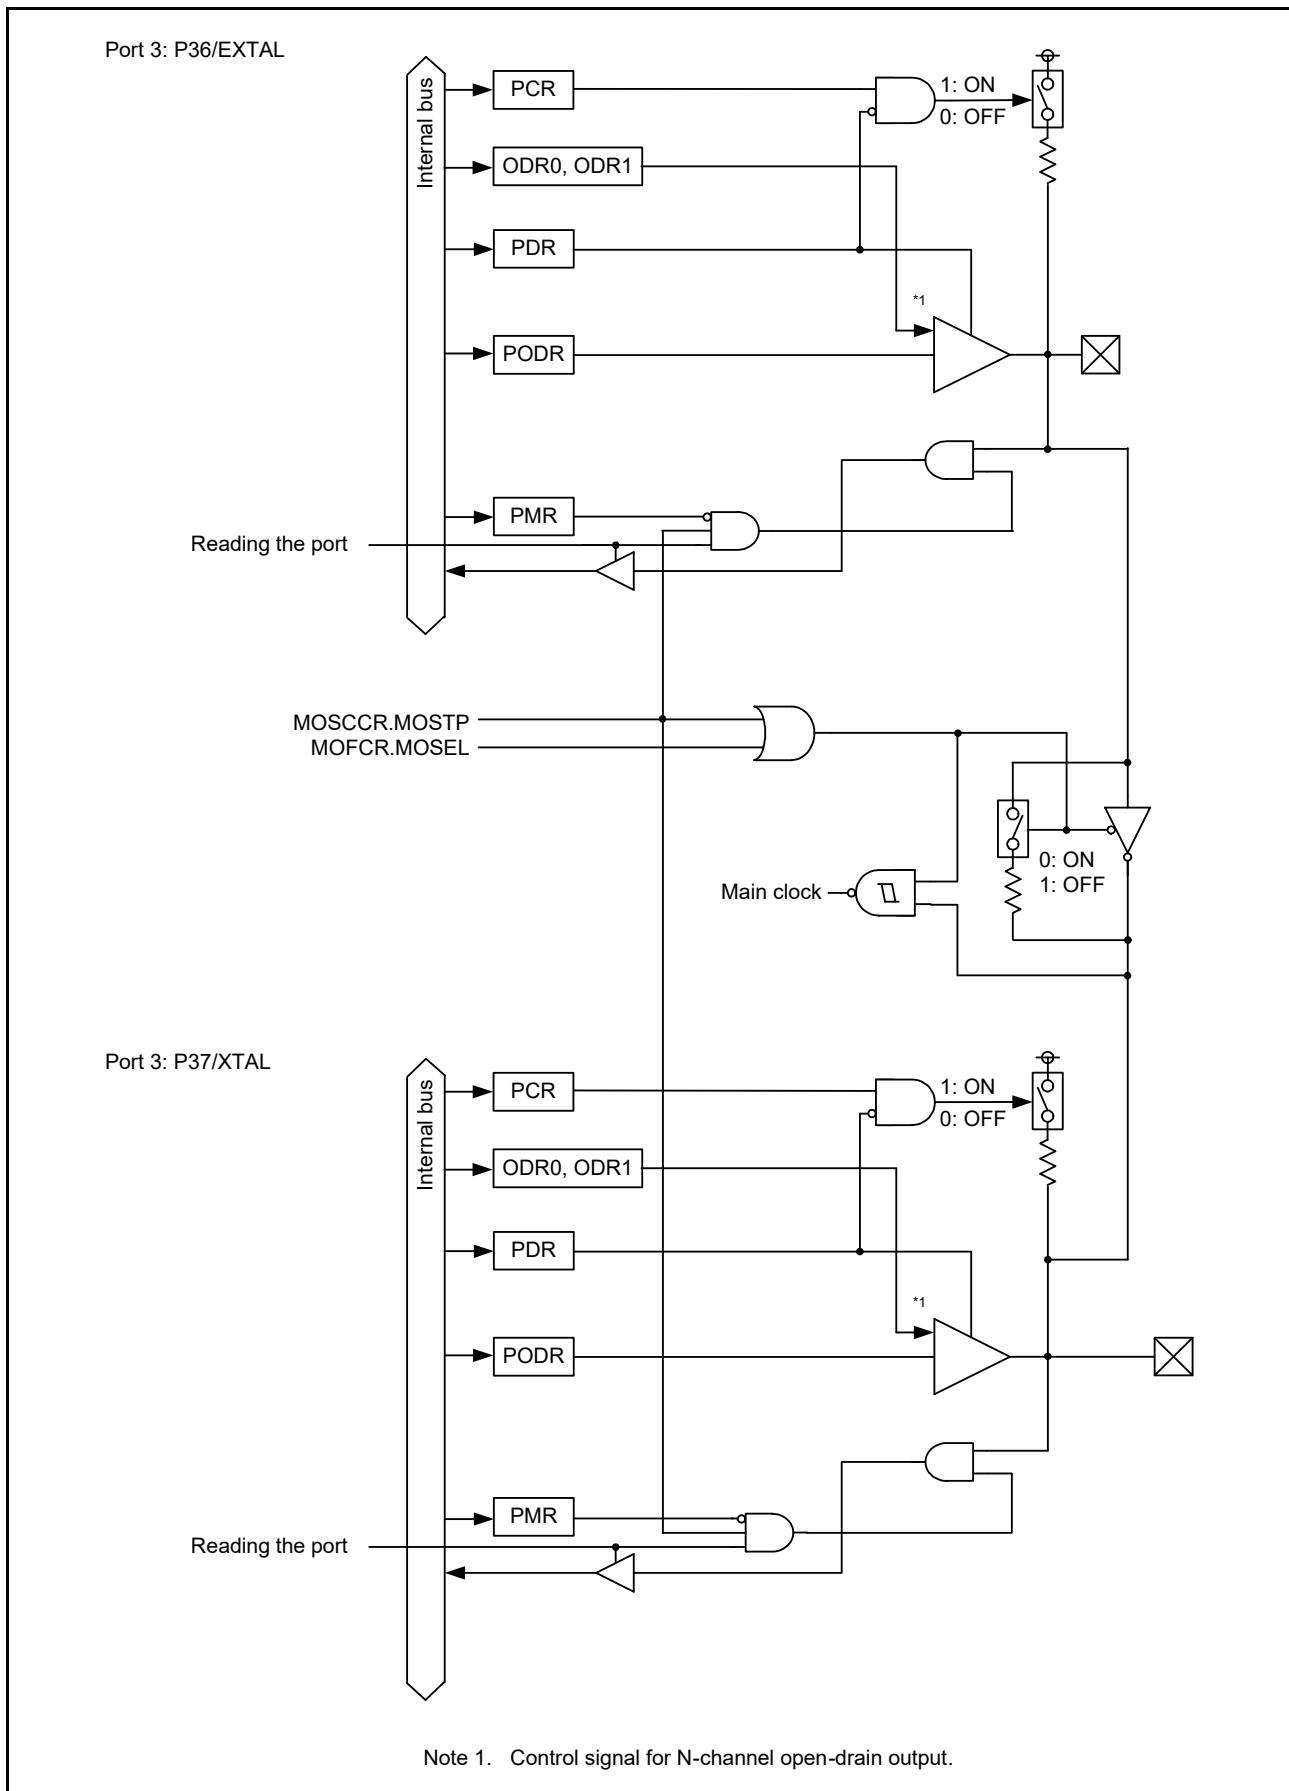 Port 3: P36/EXTAL
Internal bus
PCR
1: ON
0: OFF
ODR0, ODR1
PDR
*1
PODR
PMR
Reading the port
MOSCCR.MOSTP
MOFCR.MOSEL
0: ON
1: OFF
Main clock
Port 3: P37/XTAL
Internal bus
PCR
1: ON
0: OFF
ODR0, ODR1
PDR
*1
PODR
PMR
Reading the port
Note 1. Control signal for N-channel open-drain output.